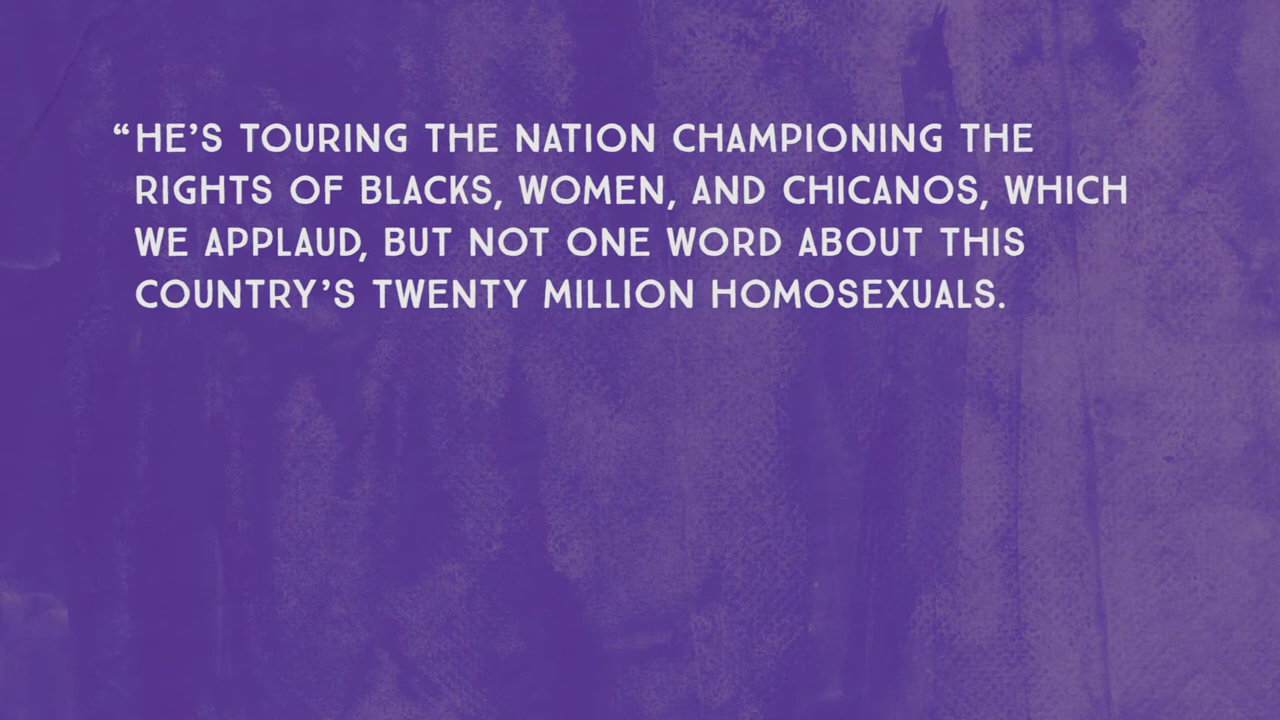 “HE’S TOURING THE NATION CHAMPIONING THE
RIGHTS OF BLACKS, WOMEN, AND CHICANOS, WHICH
WE APPLAUD, BUT NOT ONE WORD ABOUT THIS
COUNTRY’S TWENTY MILLION HOMOSEXUALS.